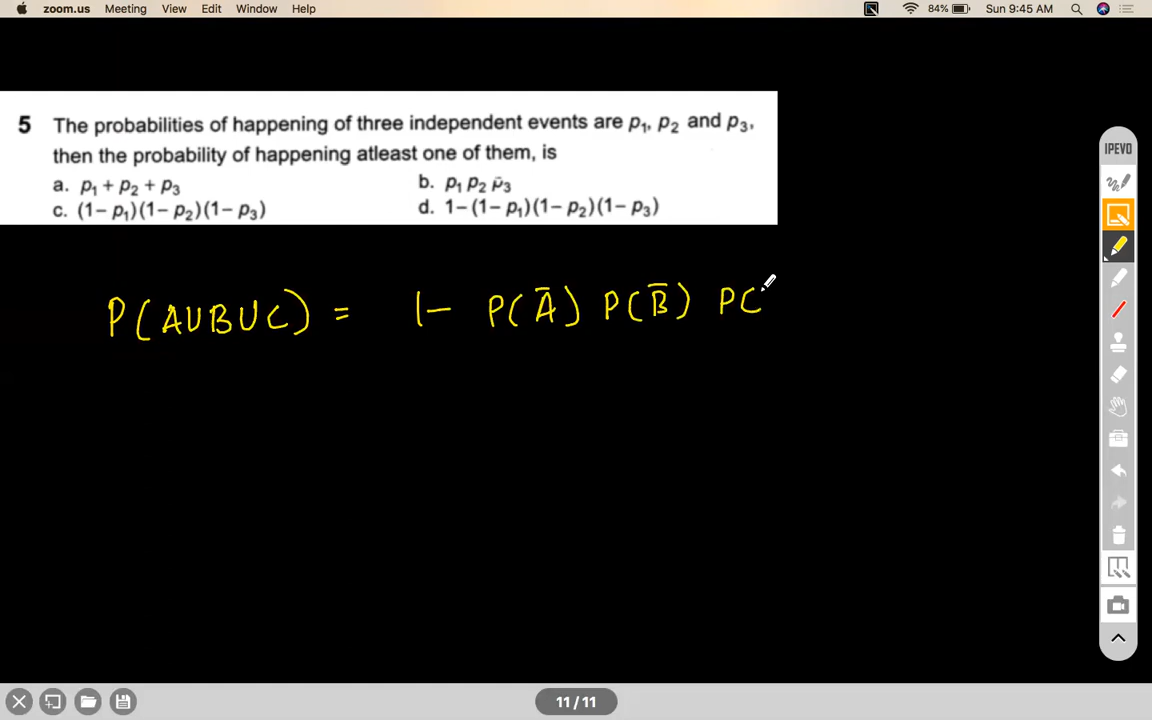 zoom.us Meeting View Edit Window Help 84% Sun 9:45 AM
5 The probabilities of happening of three independent events are p₁, p₂ and p₃,
then the probability of happening atleast one of them, is
a. p₁ + p₂ + p₃ b. p₁ p₂ p₃
c. (1– p₁)(1– p₂)(1– p₃) d. 1–(1– p₁)(1– p₂)(1– p₃)
IPEVO
P(A∪B∪C) = 1- P(Ā) P(B̄) P(
11 / 11